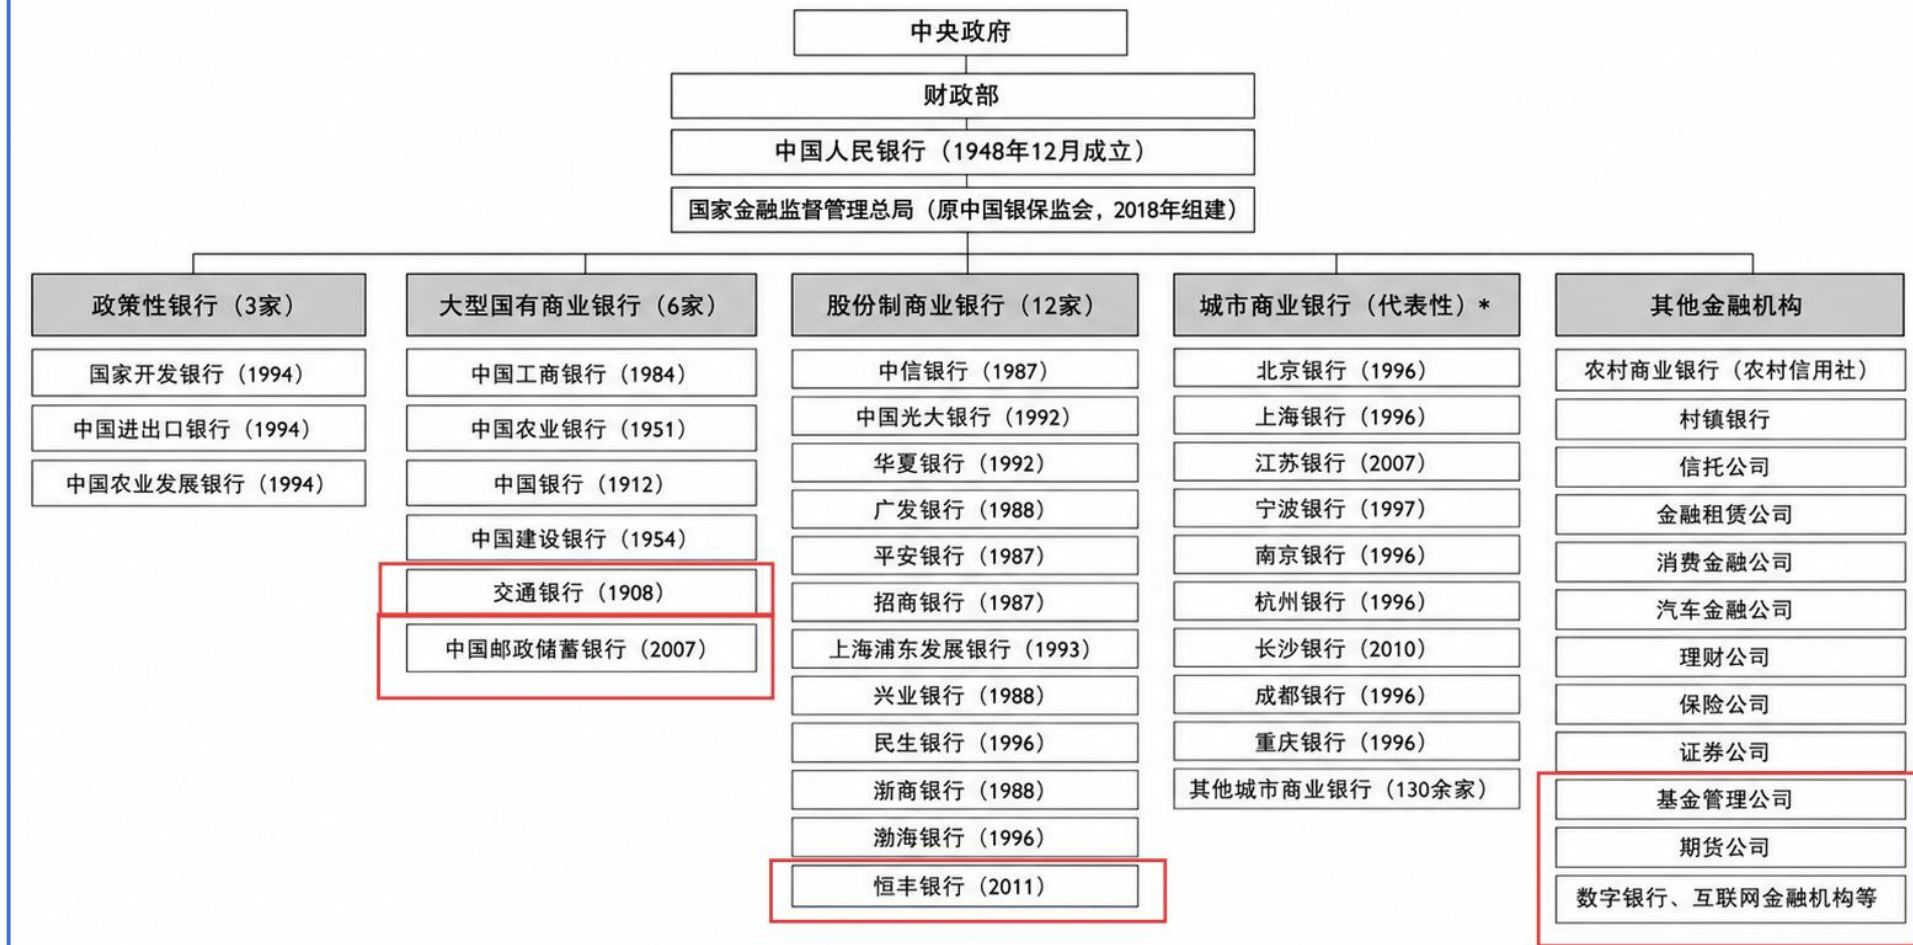 中央政府
财政部
中国人民银行（1948年12月成立）
国家金融监督管理总局（原中国银保监会，2018年组建）
政策性银行（3家）
国家开发银行（1994）
中国进出口银行（1994）
中国农业发展银行（1994）
大型国有商业银行（6家）
中国工商银行（1984）
中国农业银行（1951）
中国银行（1912）
中国建设银行（1954）
交通银行（1908）
中国邮政储蓄银行（2007）
股份制商业银行（12家）
中信银行（1987）
中国光大银行（1992）
华夏银行（1992）
广发银行（1988）
平安银行（1987）
招商银行（1987）
上海浦东发展银行（1993）
兴业银行（1988）
民生银行（1996）
浙商银行（1988）
渤海银行（1996）
恒丰银行（2011）
城市商业银行（代表性）*
北京银行（1996）
上海银行（1996）
江苏银行（2007）
宁波银行（1997）
南京银行（1996）
杭州银行（1996）
长沙银行（2010）
成都银行（1996）
重庆银行（1996）
其他城市商业银行（130余家）
其他金融机构
农村商业银行（农村信用社）
村镇银行
信托公司
金融租赁公司
消费金融公司
汽车金融公司
理财公司
保险公司
证券公司
基金管理公司
期货公司
数字银行、互联网金融机构等